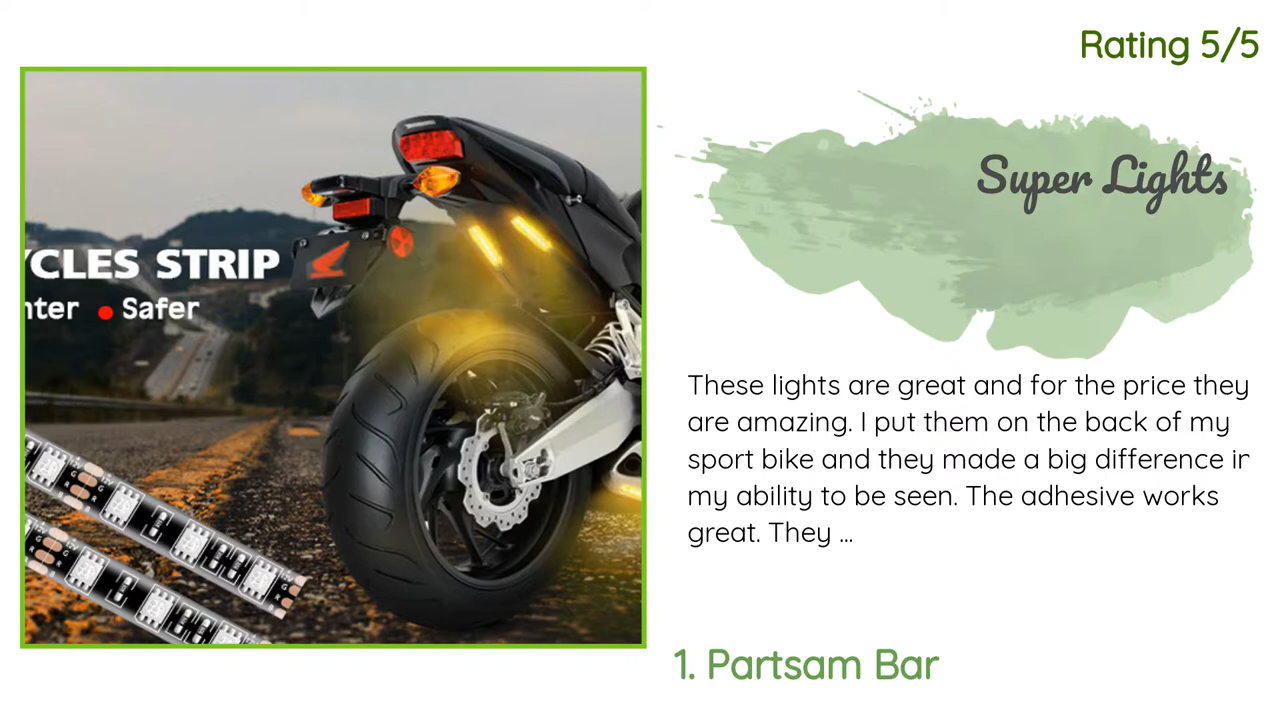 Rating 5/5
Super Lights
YCLES STRIP
hter • Safer
These lights are great and for the price they
are amazing. I put them on the back of my
sport bike and they made a big difference in
my ability to be seen. The adhesive works
great. They ...
1. Partsam Bar